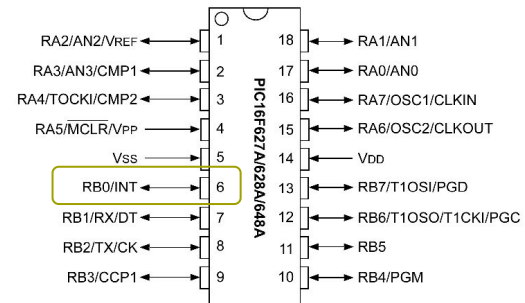 RA2/AN2/VREF 1 18 RA1/AN1
RA3/AN3/CMP1 2 17 RA0/AN0
RA4/TOCKI/CMP2 3 16 RA7/OSC1/CLKIN
RA5/MCLR/VPP 4 15 RA6/OSC2/CLKOUT
VSS 5 14 VDD
RB0/INT 6 13 RB7/T1OSI/PGD
RB1/RX/DT 7 12 RB6/T1OSO/T1CKI/PGC
RB2/TX/CK 8 11 RB5
RB3/CCP1 9 10 RB4/PGM
PIC16F627A/628A/648A